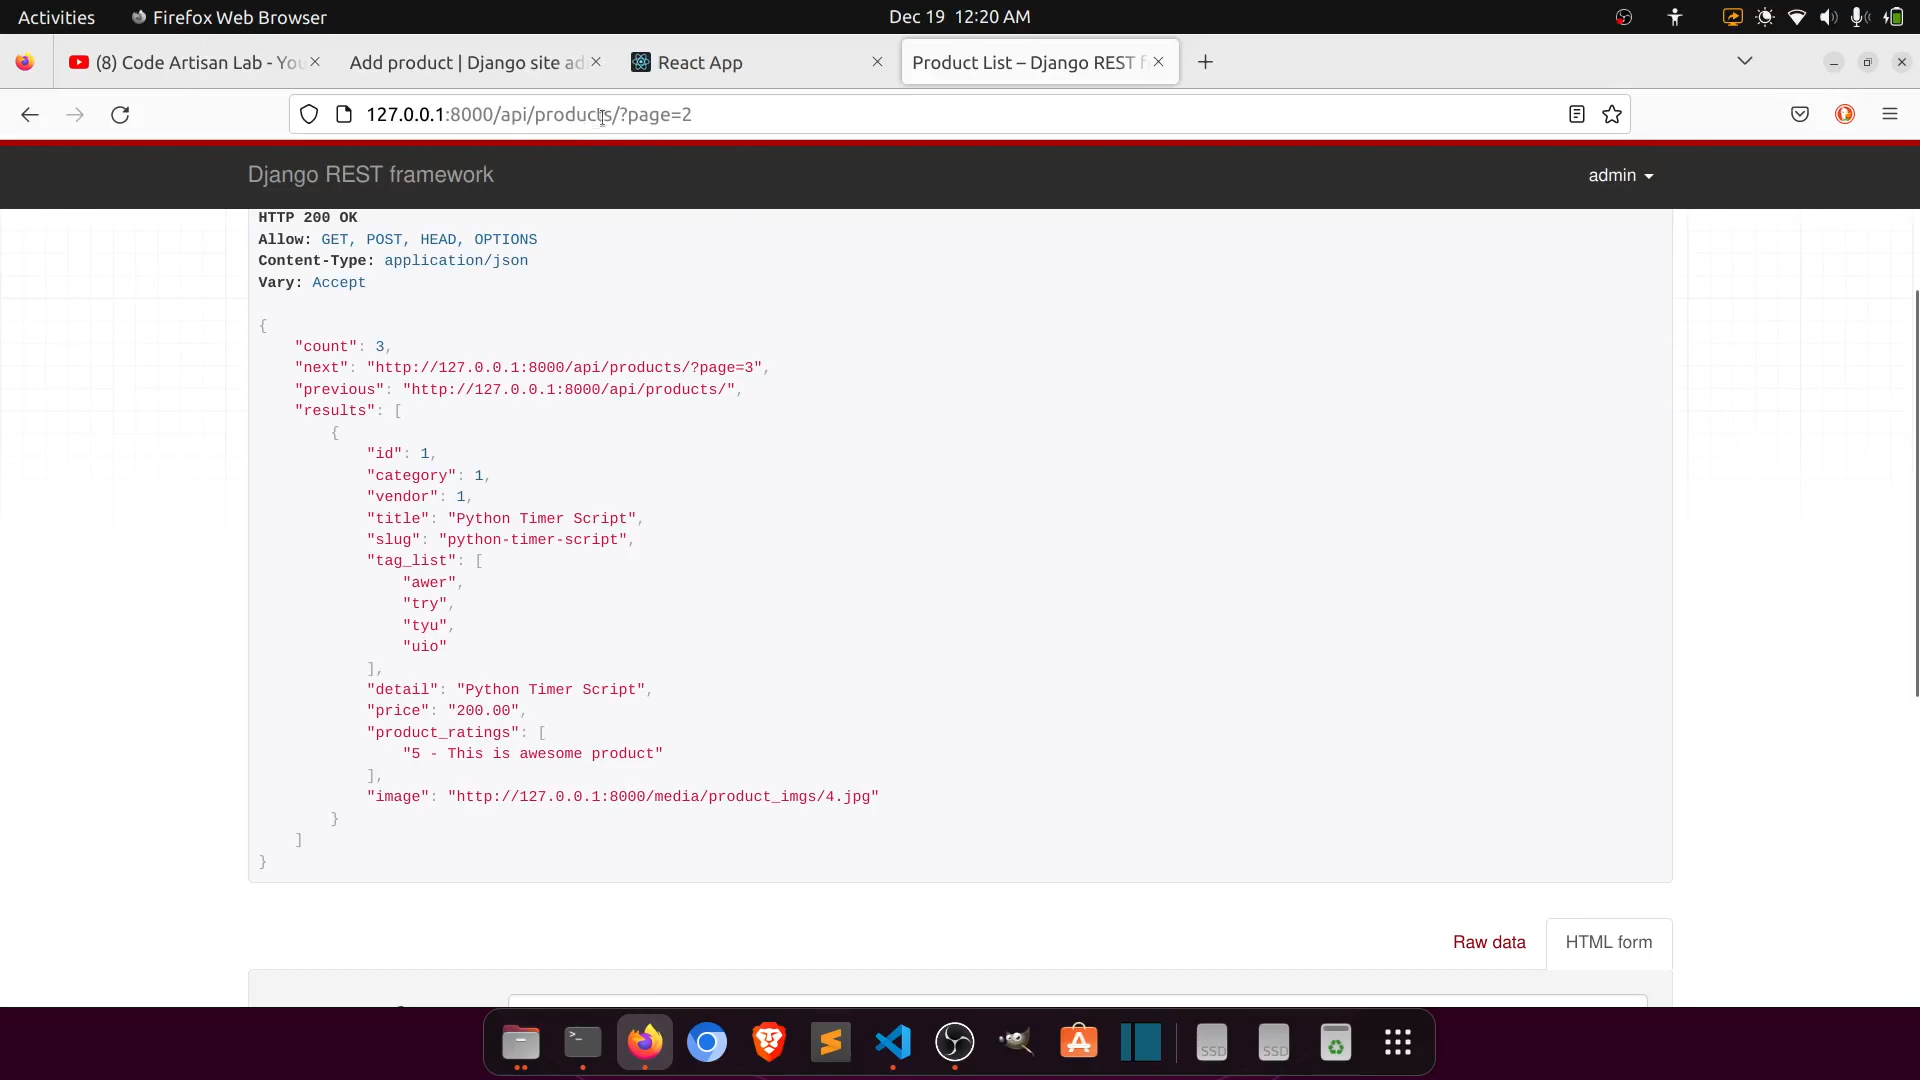 Activities
Firefox Web Browser
Dec 19 12:20 AM
(8) Code Artisan Lab - You
Add product | Django site ad
React App
Product List – Django REST f
127.0.0.1:8000/api/products/?page=2
Django REST framework
admin
HTTP 200 OK
Allow: GET, POST, HEAD, OPTIONS
Content-Type: application/json
Vary: Accept
{
"count": 3,
"next": "http://127.0.0.1:8000/api/products/?page=3",
"previous": "http://127.0.0.1:8000/api/products/",
"results": [
{
"id": 1,
"category": 1,
"vendor": 1,
"title": "Python Timer Script",
"slug": "python-timer-script",
"tag_list": [
"awer",
"try",
"tyu",
"uio"
],
"detail": "Python Timer Script",
"price": "200.00",
"product_ratings": [
"5 - This is awesome product"
],
"image": "http://127.0.0.1:8000/media/product_imgs/4.jpg"
}
]
}
Raw data
HTML form
SSD
SSD